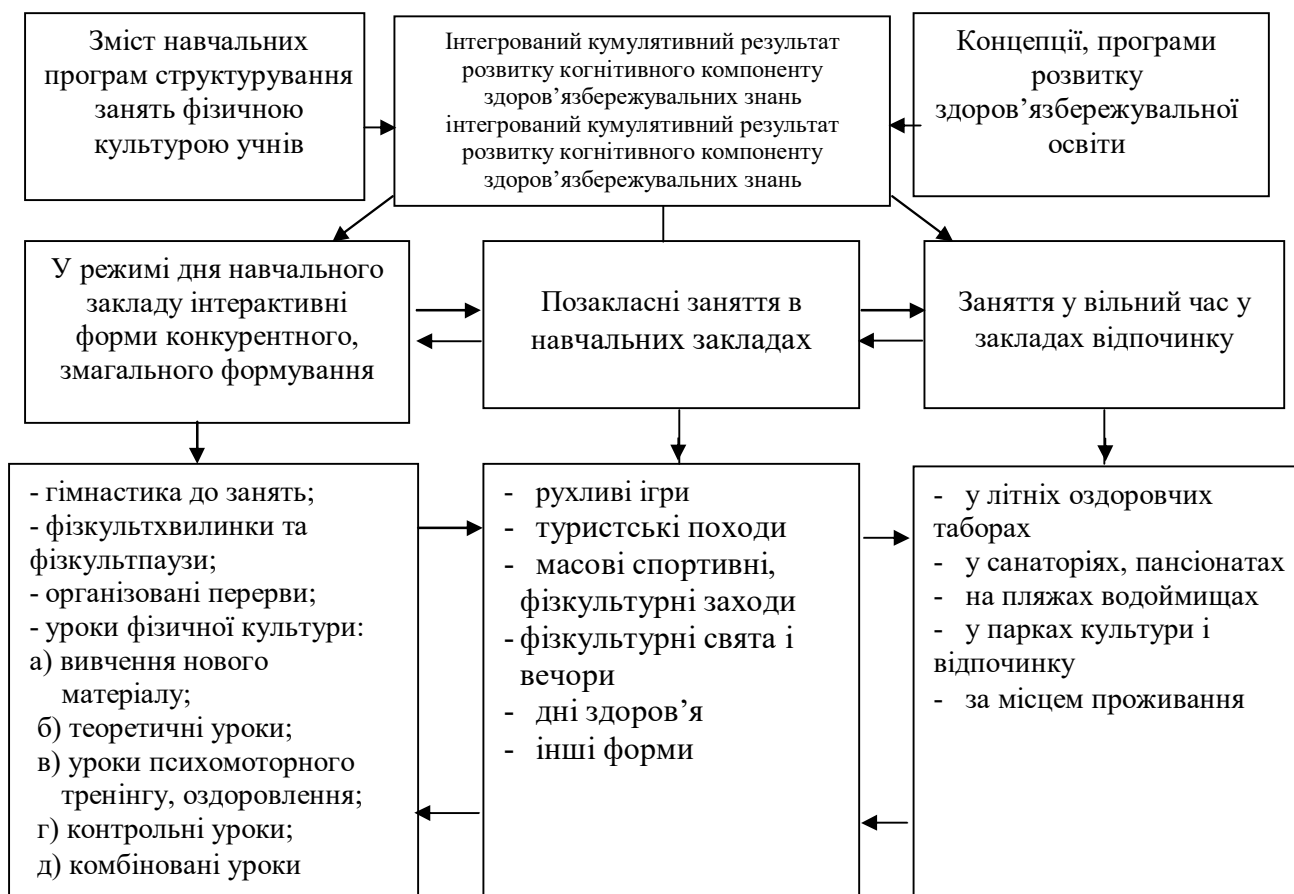 Зміст навчальних
програм структурування
занять фізичною
культурою учнів
Інтегрований кумулятивний результат
розвитку когнітивного компоненту
здоров’язбережувальних знань
інтегрований кумулятивний результат
розвитку когнітивного компоненту
здоров’язбережувальних знань
Концепції, програми
розвитку
здоров’язбережувальної
освіти
У режимі дня навчального
закладу інтерактивні
форми конкурентного,
змагального формування
Позакласні заняття в
навчальних закладах
Заняття у вільний час у
закладах відпочинку
- гімнастика до занять;
- фізкультхвилинки та
фізкультпаузи;
- організовані перерви;
- уроки фізичної культури:
а) вивчення нового
матеріалу;
б) теоретичні уроки;
в) уроки психомоторного
тренінгу, оздоровлення;
г) контрольні уроки;
д) комбіновані уроки
- рухливі ігри
- туристські походи
- масові спортивні,
фізкультурні заходи
- фізкультурні свята і
вечори
- дні здоров’я
- інші форми
- у літніх оздоровчих
таборах
- у санаторіях, пансіонатах
- на пляжах водоймищах
- у парках культури і
відпочинку
- за місцем проживання